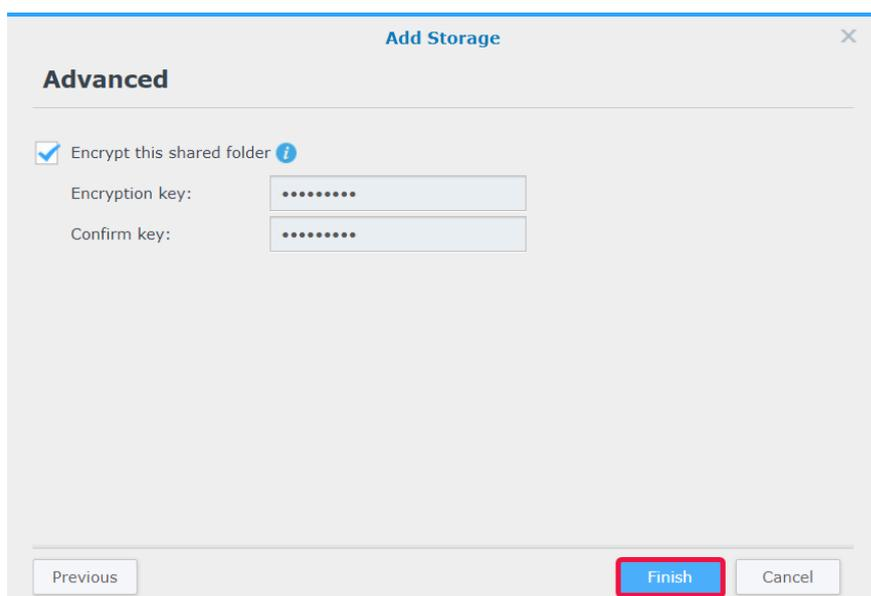 Add Storage
Advanced
Encrypt this shared folder
Encryption key: •••••••••
Confirm key: •••••••••
Previous Finish Cancel